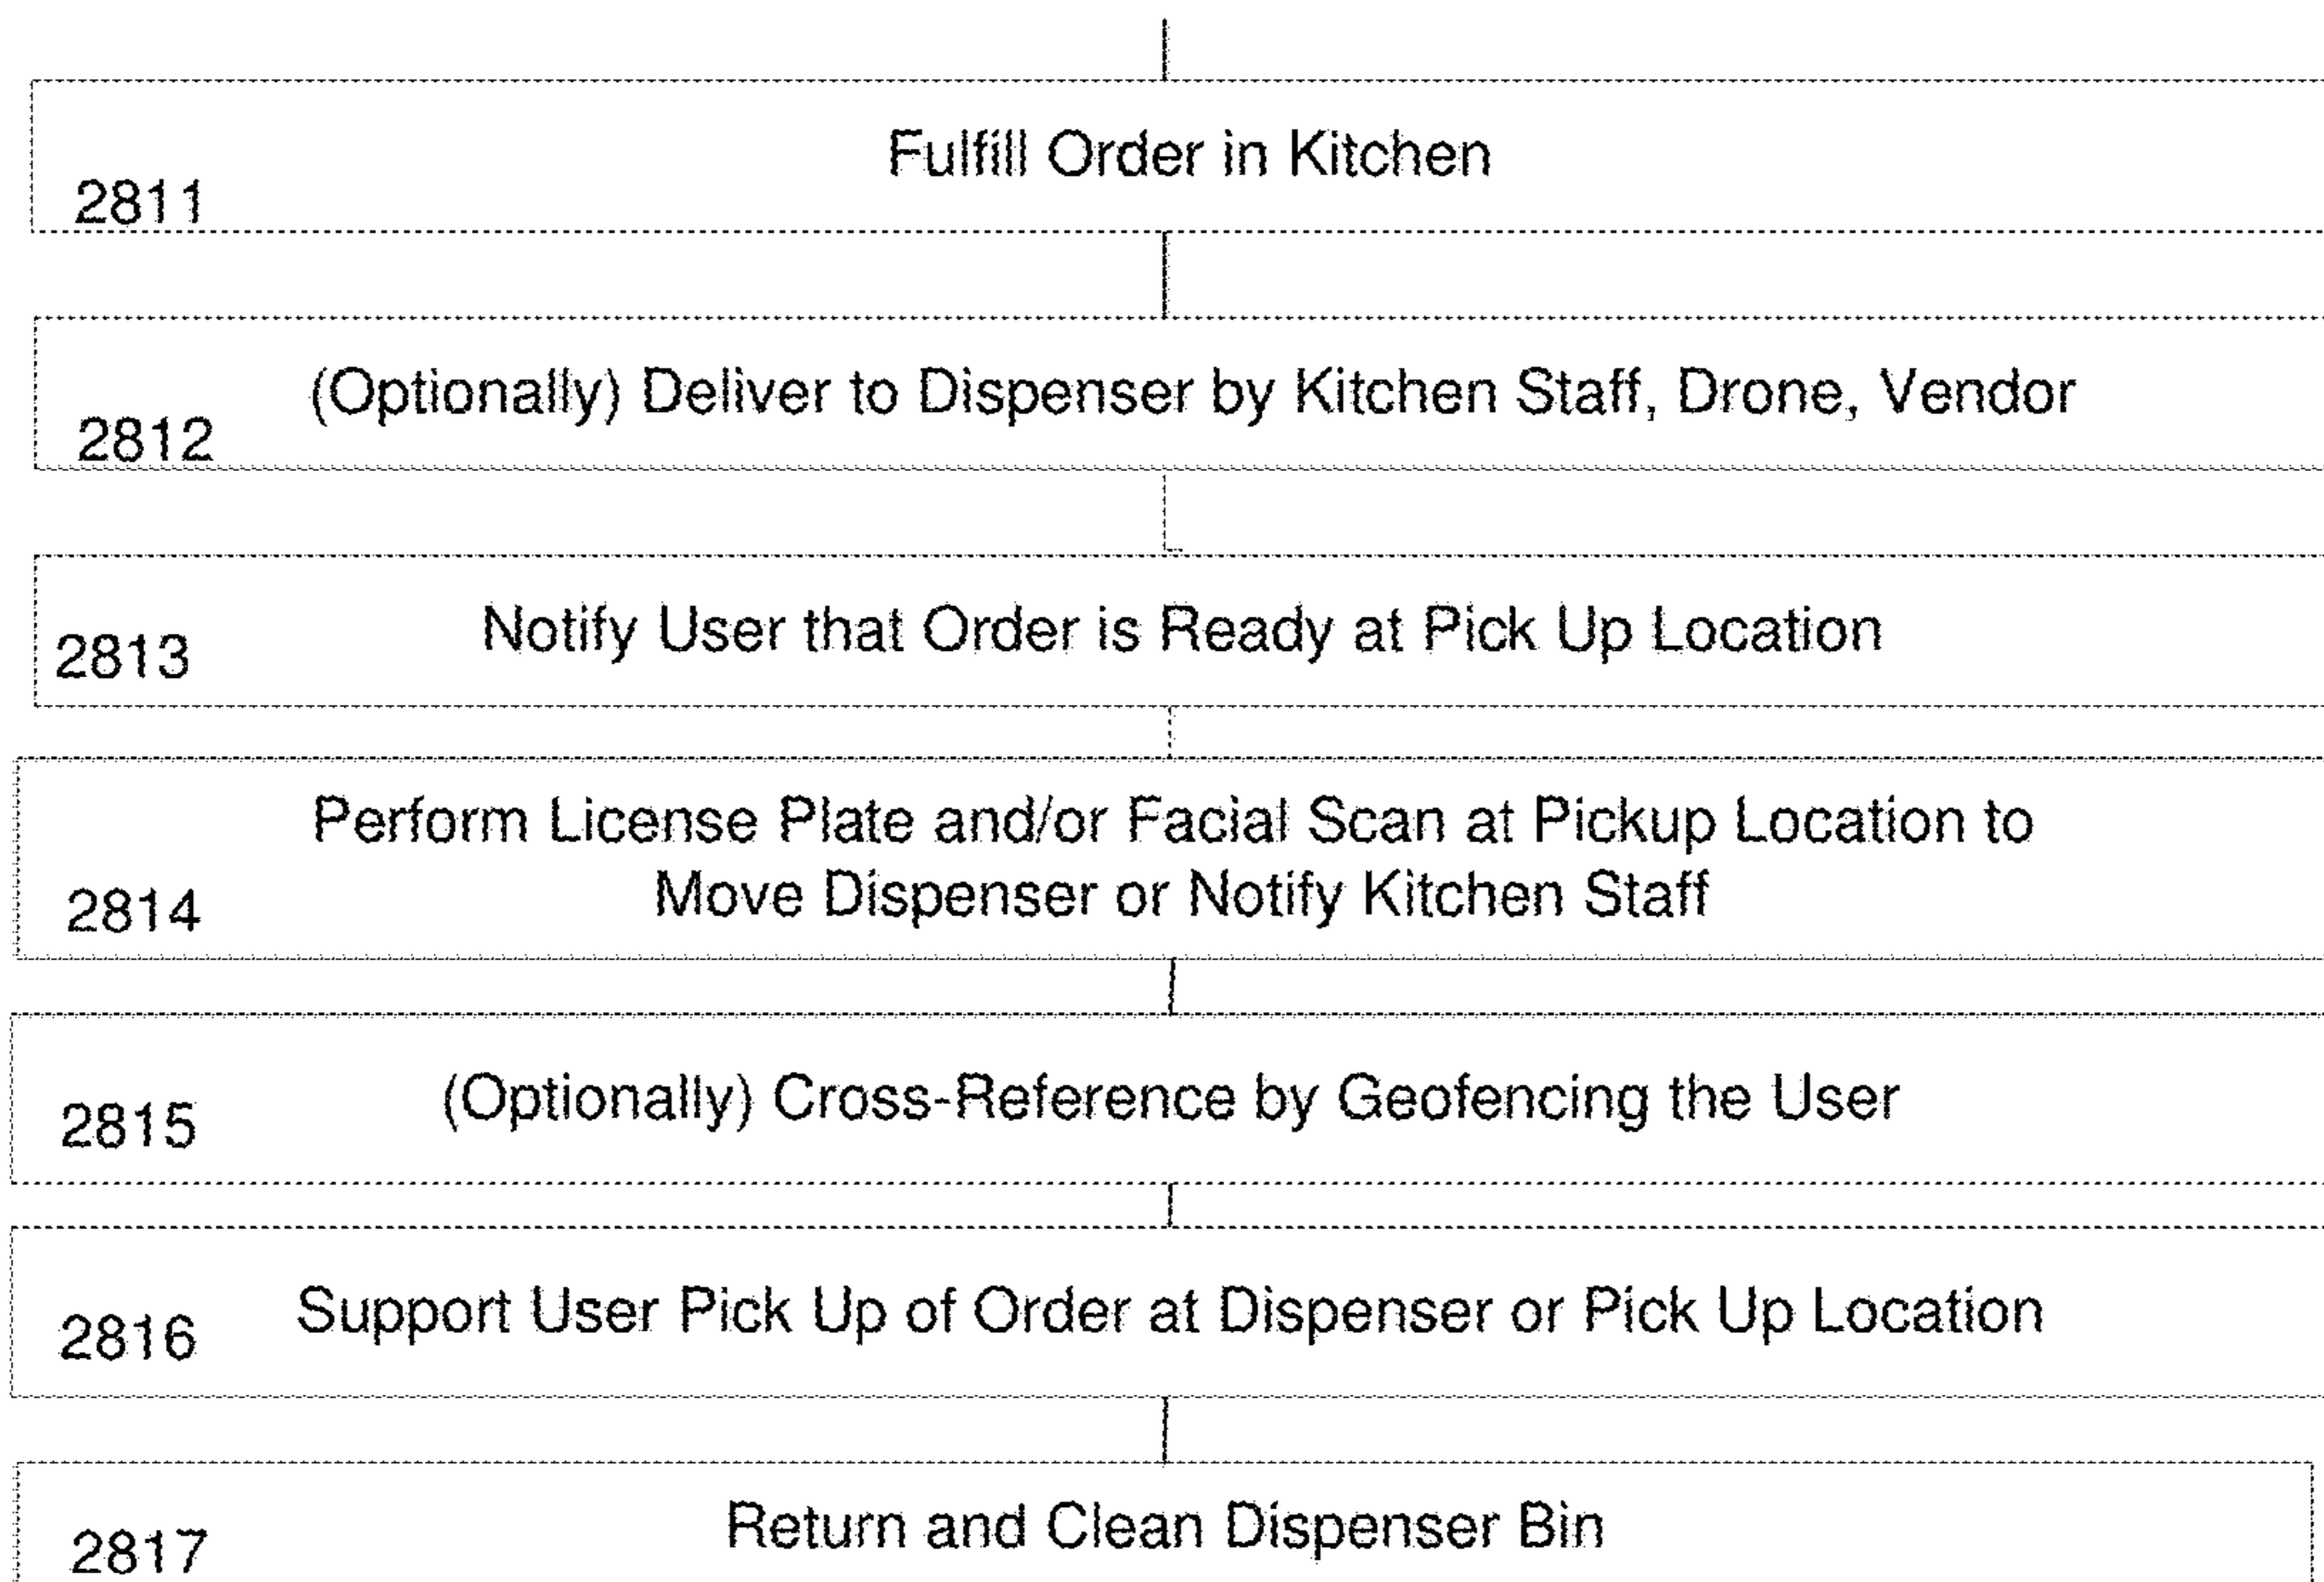 Fulfill Order in Kitchen
2811
(Optionally) Deliver to Dispenser by Kitchen Staff, Drone, Vendor
2812
Notify User that Order is Ready at Pick Up Location
2813
Perform License Plate and/or Facial Scan at Pickup Location to
Move Dispenser or Notify Kitchen Staff
2814
(Optionally) Cross-Reference by Geofencing the User
2815
Support User Pick Up of Order at Dispenser or Pick Up Location
2816
Return and Clean Dispenser Bin
2817